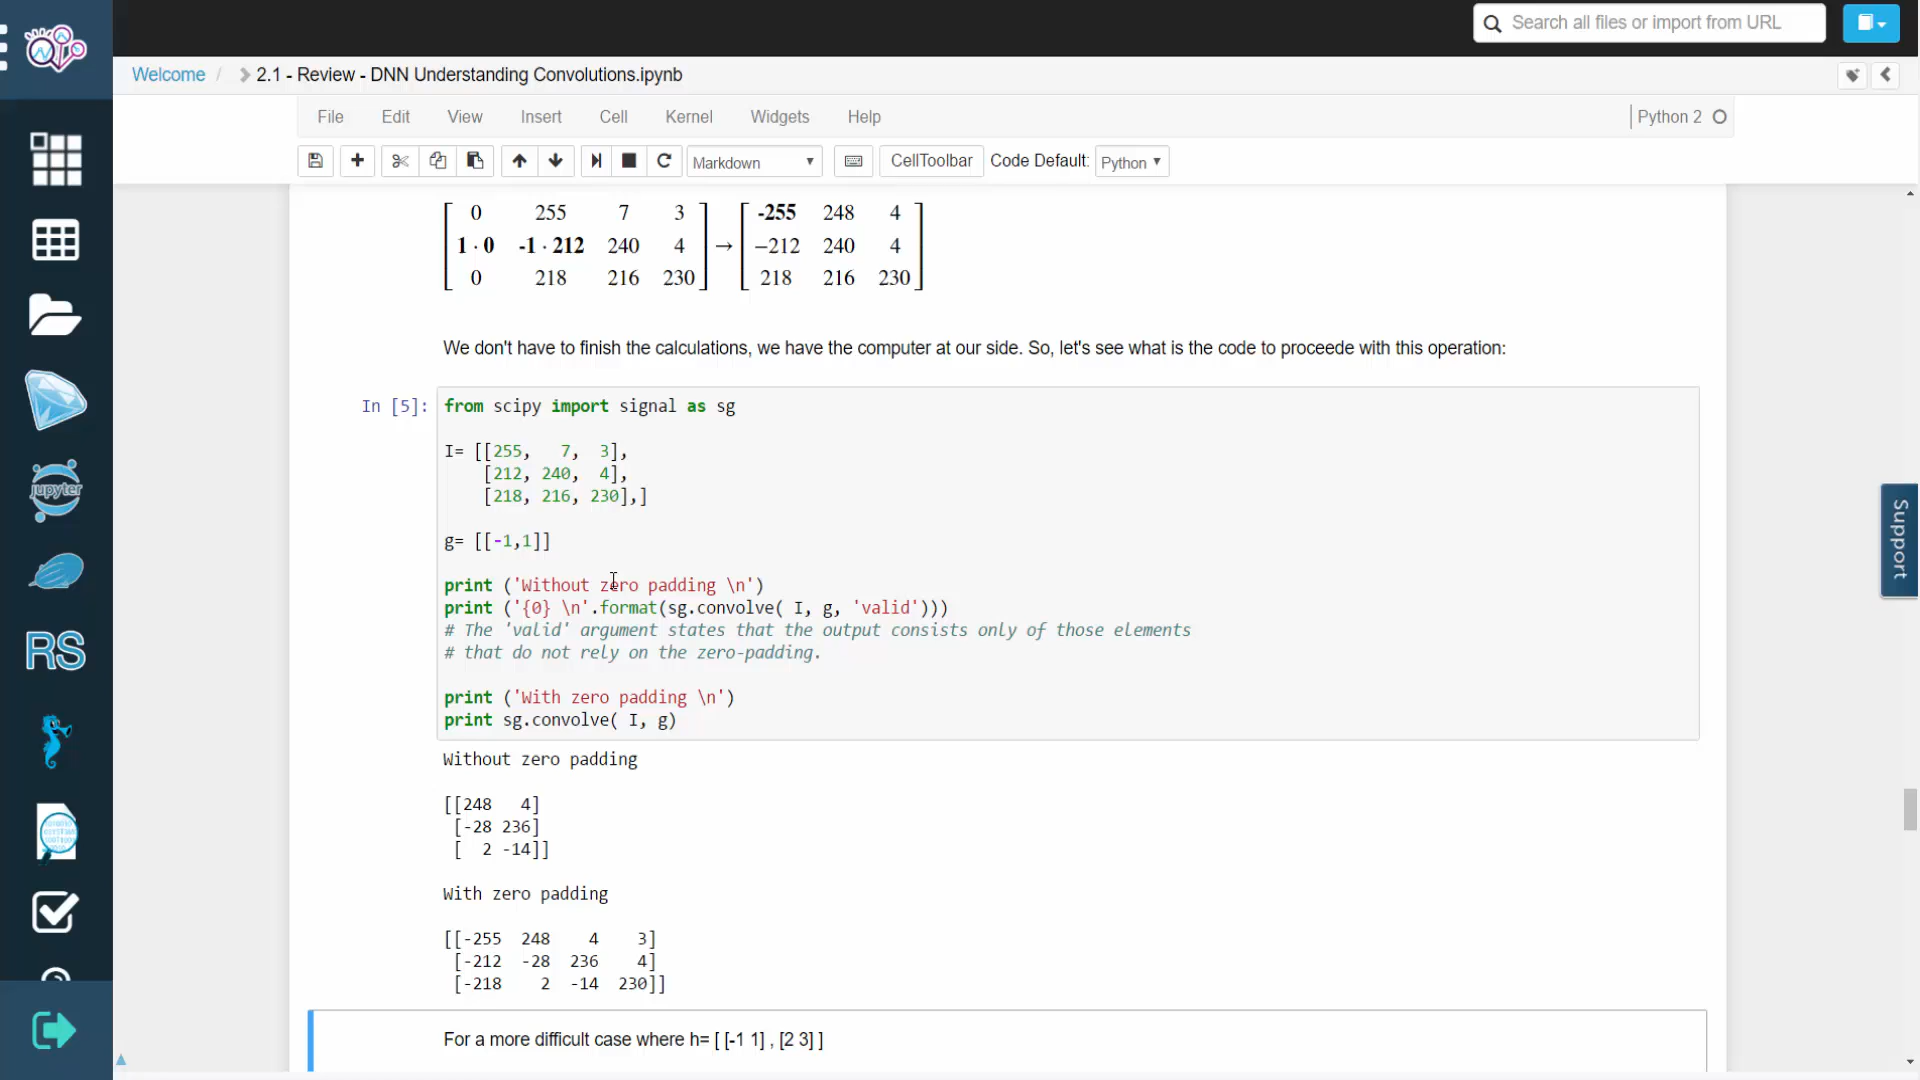 Search all files or import from URL
Welcome / 2.1 - Review - DNN Understanding Convolutions.ipynb
File Edit View Insert Cell Kernel Widgets Help Python 2
Markdown CellToolbar Code Default: Python
0 255 7 3 -255 248 4
1 · 0 -1 · 212 240 4 → −212 240 4
0 218 216 230 218 216 230
We don't have to finish the calculations, we have the computer at our side. So, let's see what is the code to proceede with this operation:
In [5]: from scipy import signal as sg
I= [[255,   7,  3],
    [212, 240,  4],
    [218, 216, 230],]
g= [[-1,1]]
print ('Without zero padding \n')
print ('{0} \n'.format(sg.convolve( I, g, 'valid')))
# The 'valid' argument states that the output consists only of those elements
# that do not rely on the zero-padding.
print ('With zero padding \n')
print sg.convolve( I, g)
Without zero padding
[[248   4]
 [-28 236]
 [  2 -14]]
With zero padding
[[-255  248    4    3]
 [-212  -28  236    4]
 [-218    2  -14  230]]
For a more difficult case where h= [ [-1 1] , [2 3] ]
jupyter
RS
Support